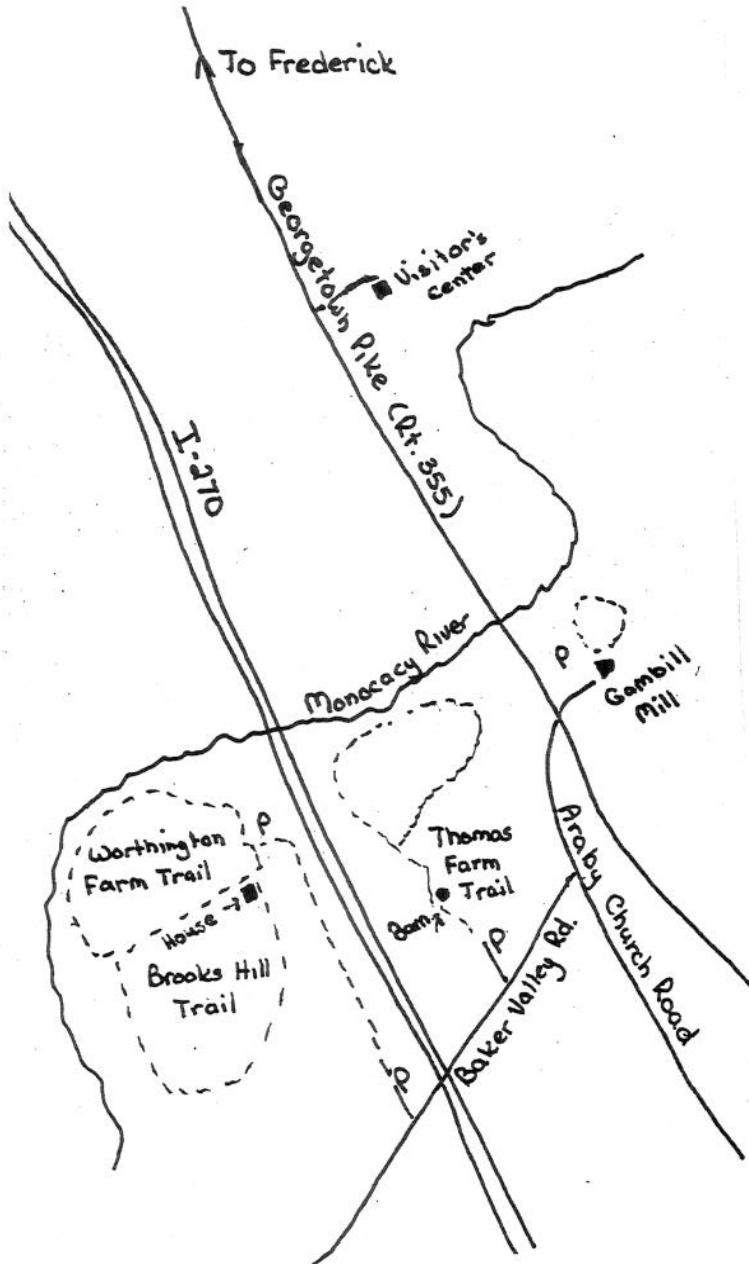 To Frederick
Georgetown Pike (Rt. 355)
Visitor's
center
I-270
Monocacy River
P
Gambill
Mill
P
Worthington
Farm Trail
House →
Brooks Hill
Trail
Thomas
Farm
Trail
Barn
P
Araby Church Road
Baker Valley Rd.
P